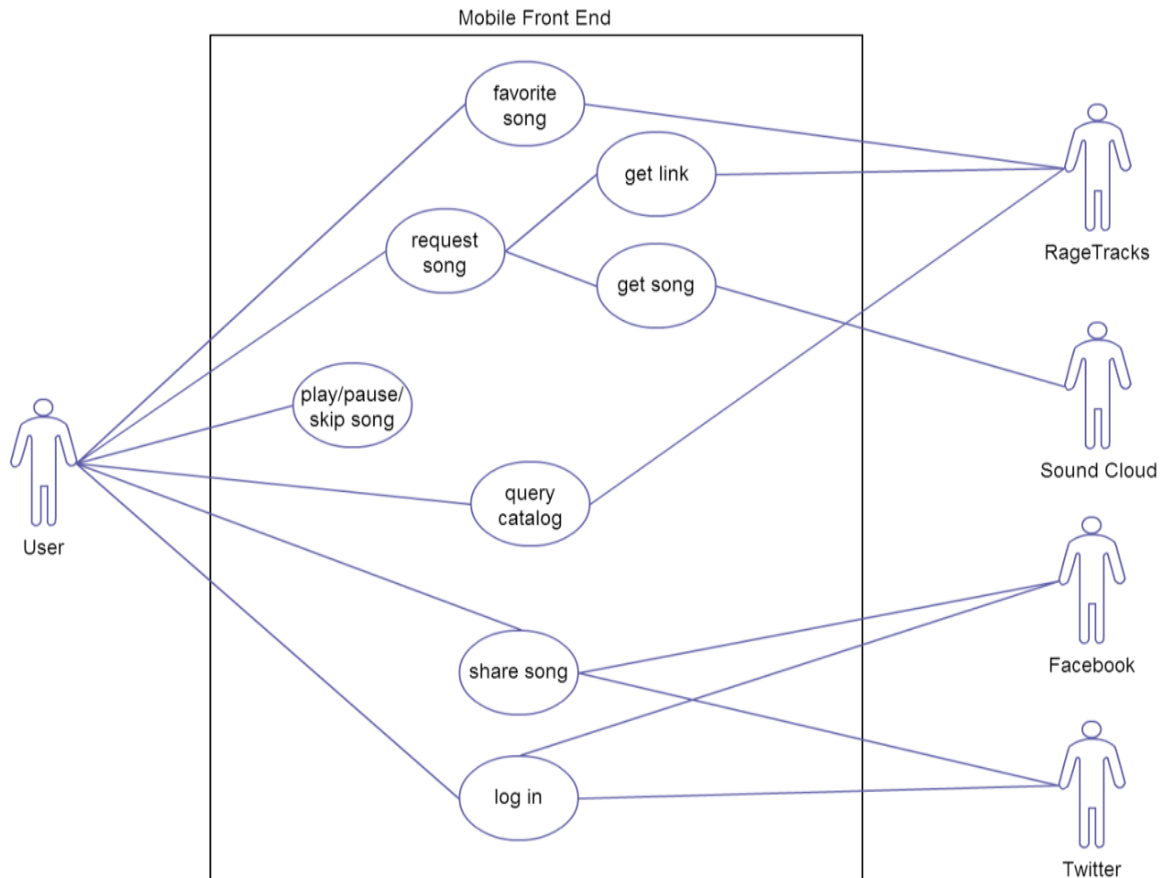 Mobile Front End
favorite
song
get link
request
song
RageTracks
get song
play/pause/
skip song
Sound Cloud
query
catalog
User
share song
Facebook
log in
Twitter